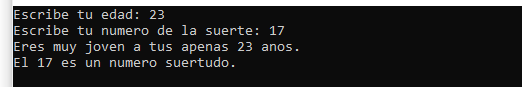 Escribe tu edad: 23
Escribe tu numero de la suerte: 17
Eres muy joven a tus apenas 23 anos.
El 17 es un numero suertudo.